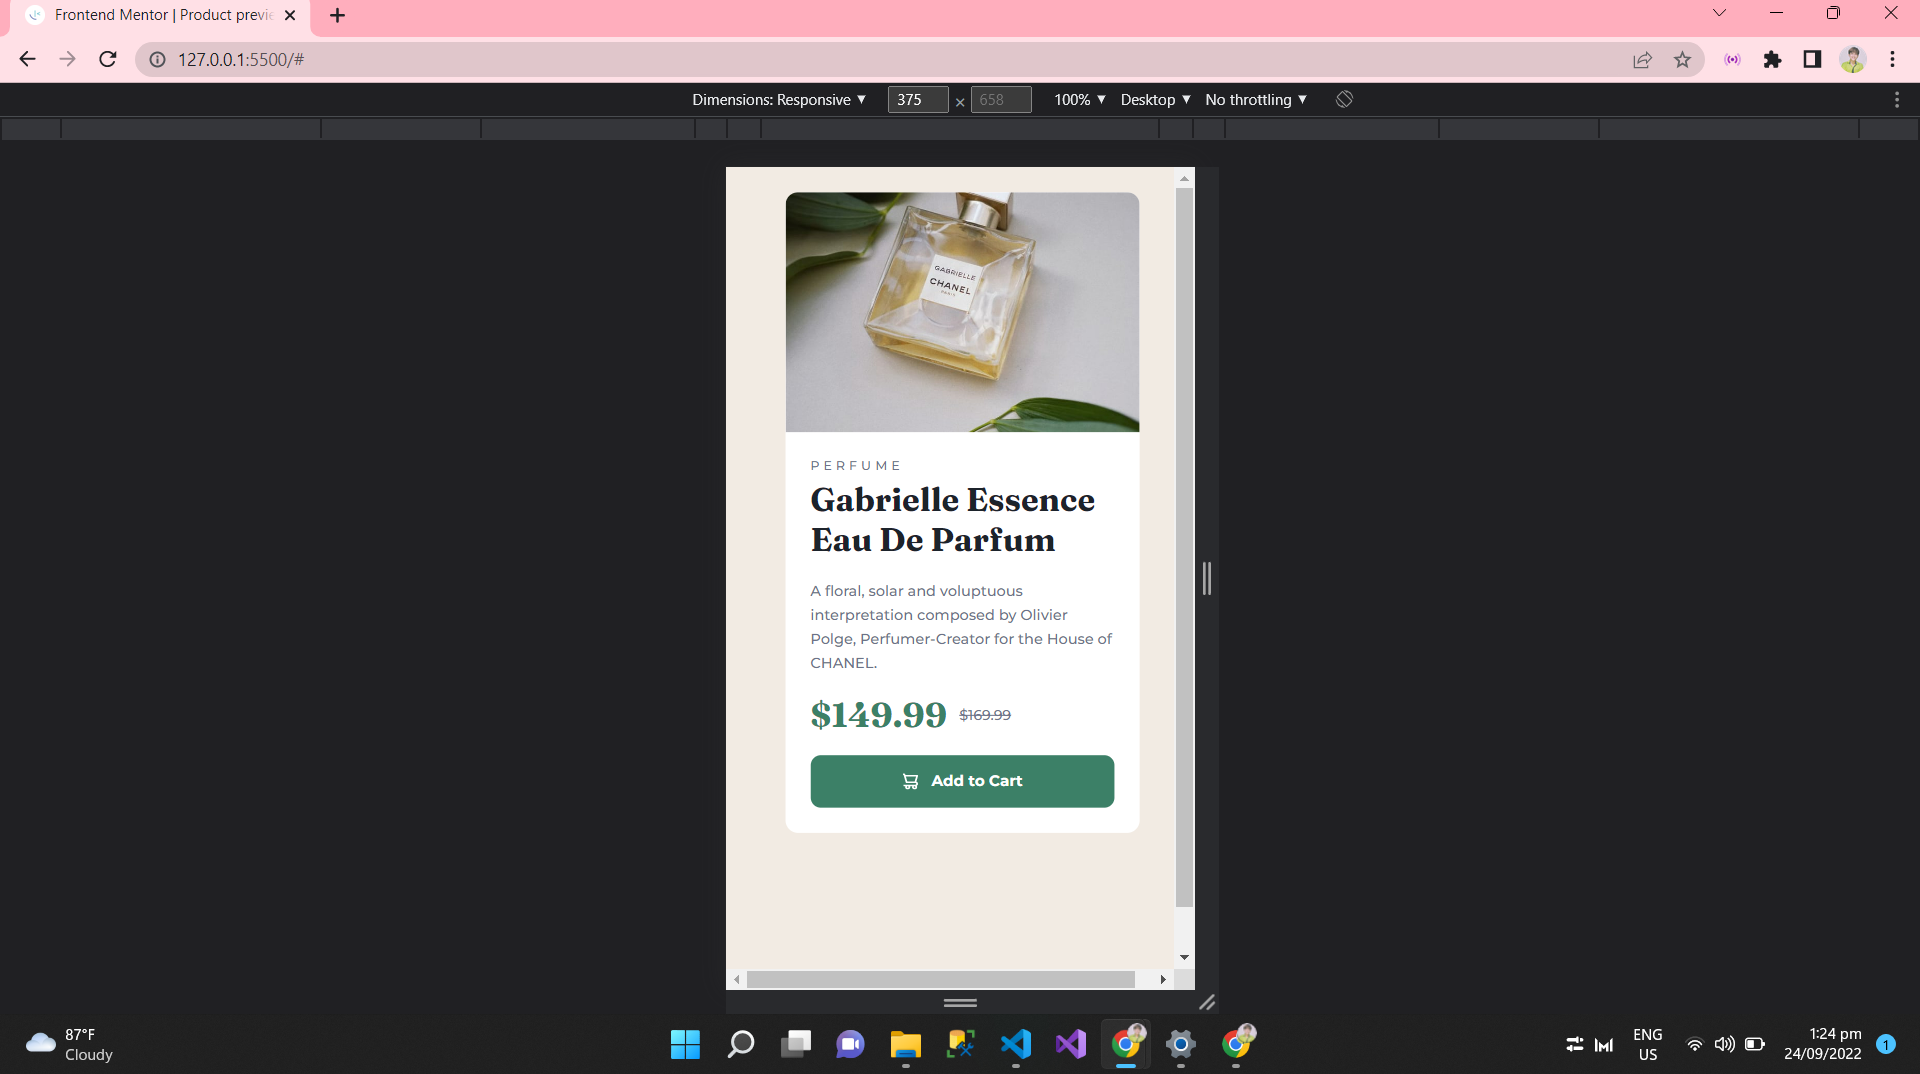 Frontend Mentor | Product previe
127.0.0.1:5500/#
Dimensions: Responsive ▼ 375 × 658 100% ▼ Desktop ▼ No throttling ▼
GABRIELLE
CHANEL
PARIS
PERFUME
Gabrielle Essence
Eau De Parfum
A floral, solar and voluptuous
interpretation composed by Olivier
Polge, Perfumer-Creator for the House of
CHANEL.
$149.99 $169.99
Add to Cart
87°F
Cloudy
ENG
US
1:24 pm
24/09/2022
1